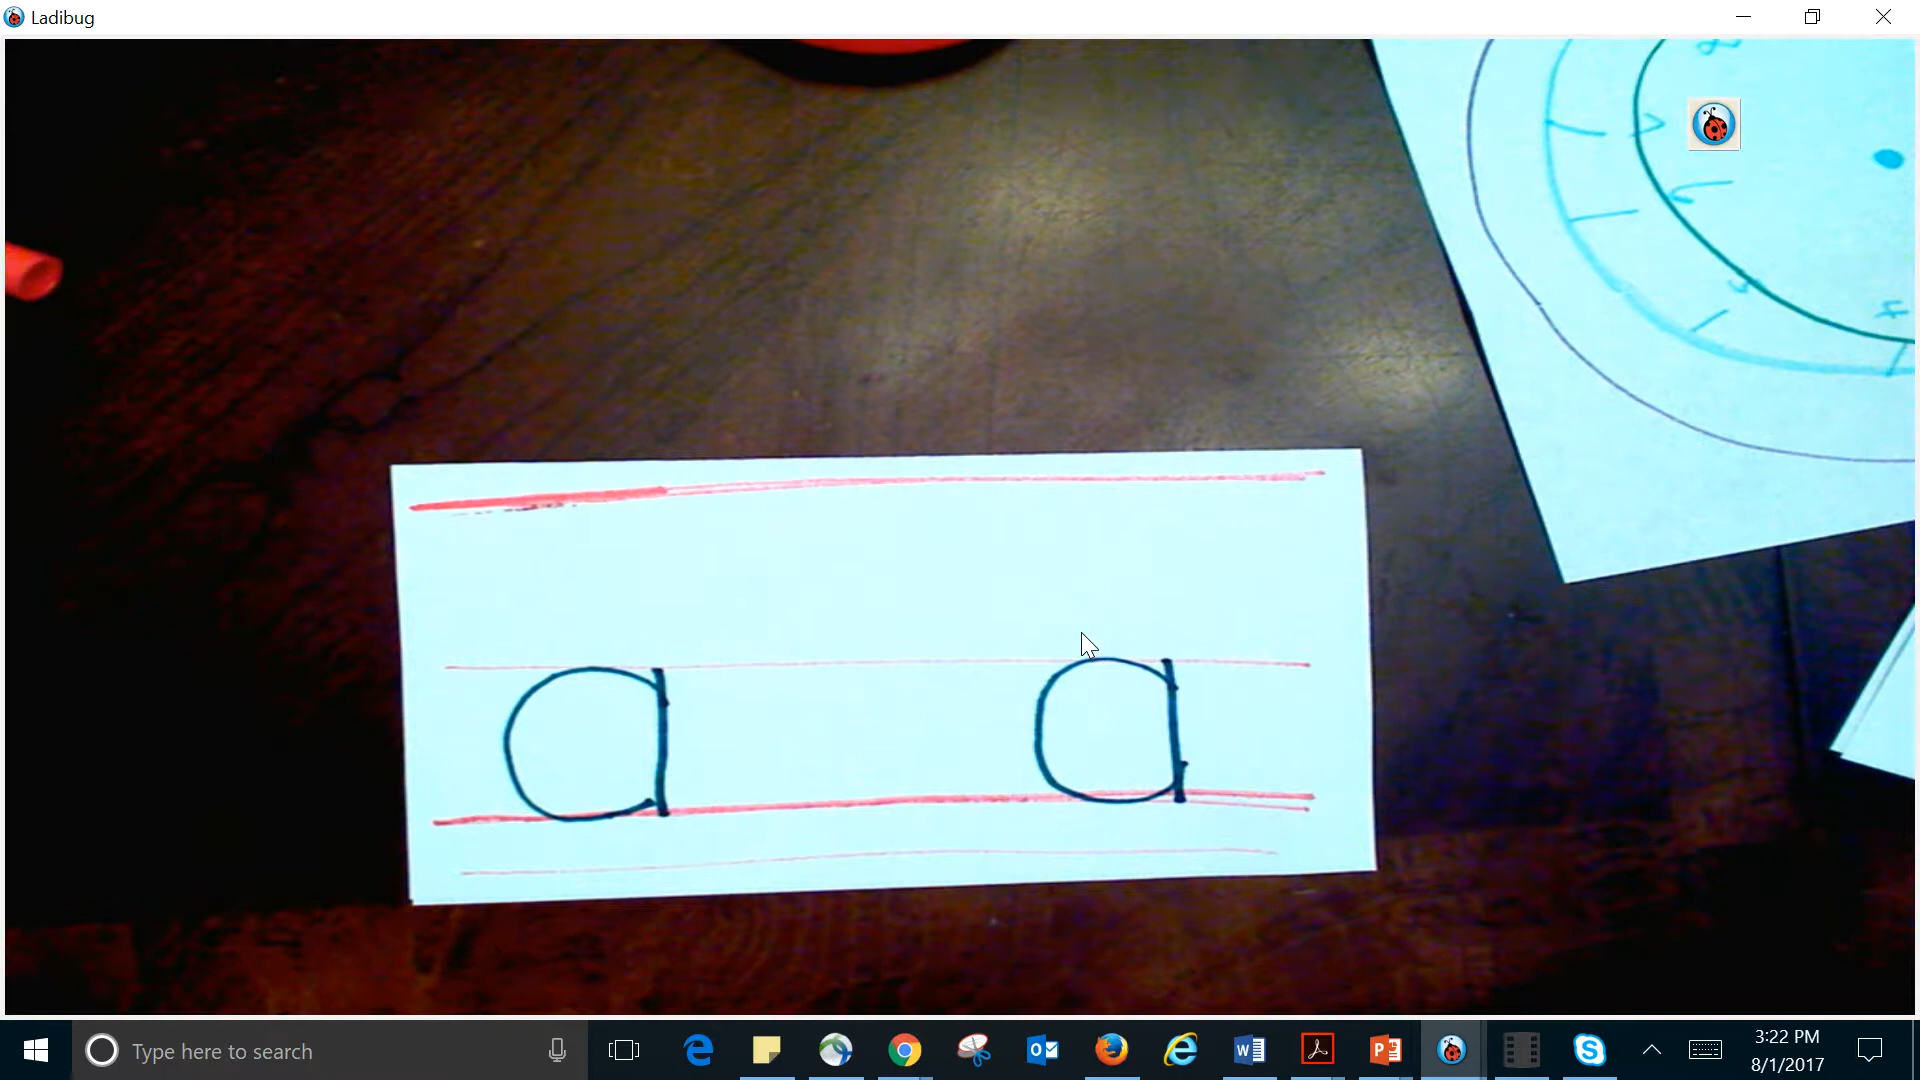 Ladibug
a a
Type here to search
3:22 PM
8/1/2017